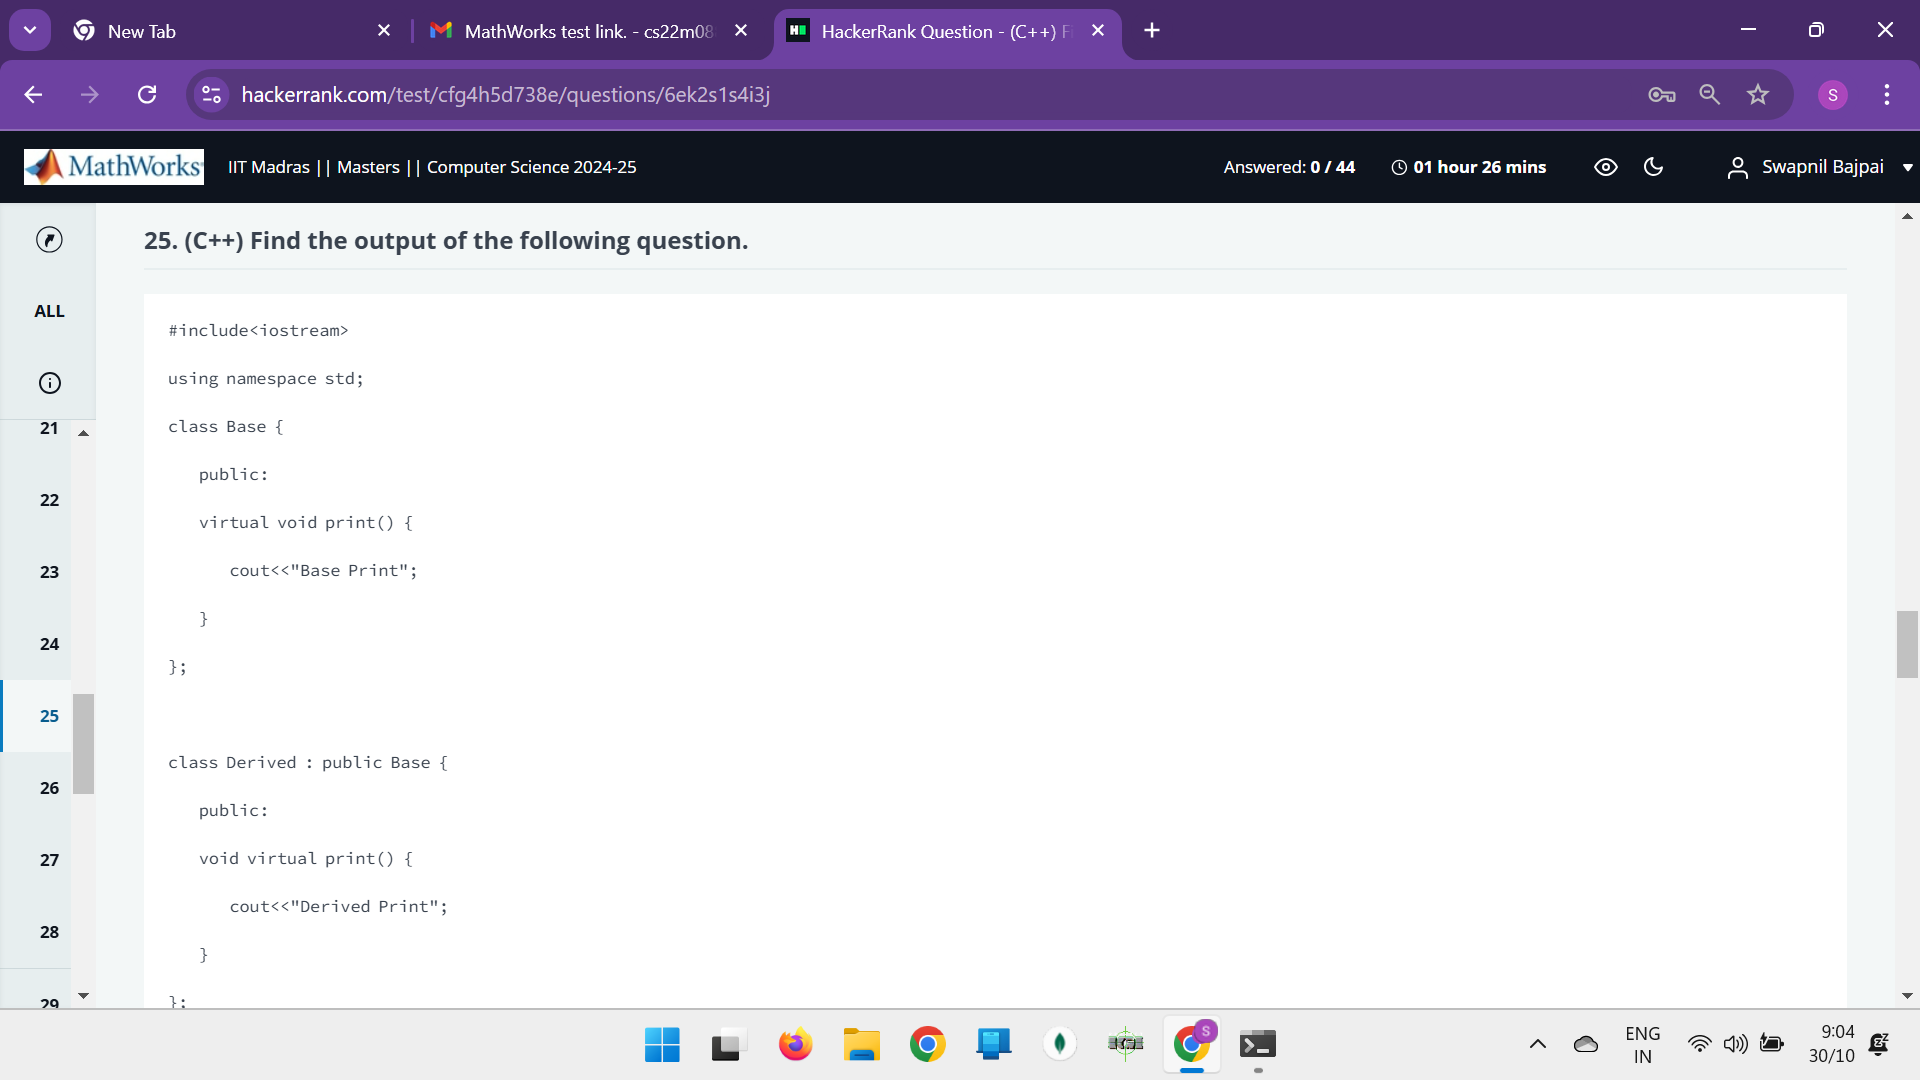 New Tab
MathWorks test link. - cs22m08
HackerRank Question - (C++) Fi
hackerrank.com/test/cfg4h5d738e/questions/6ek2s1s4i3j
S
MathWorks
IIT Madras || Masters || Computer Science 2024-25
Answered: 0 / 44
01 hour 26 mins
Swapnil Bajpai
25. (C++) Find the output of the following question.
ALL
21
22
23
24
25
26
27
28
29
#include<iostream>
using namespace std;
class Base {
public:
virtual void print() {
cout<<"Base Print";
}
};
class Derived : public Base {
public:
void virtual print() {
cout<<"Derived Print";
}
};
S
ENG
IN
9:04
30/10